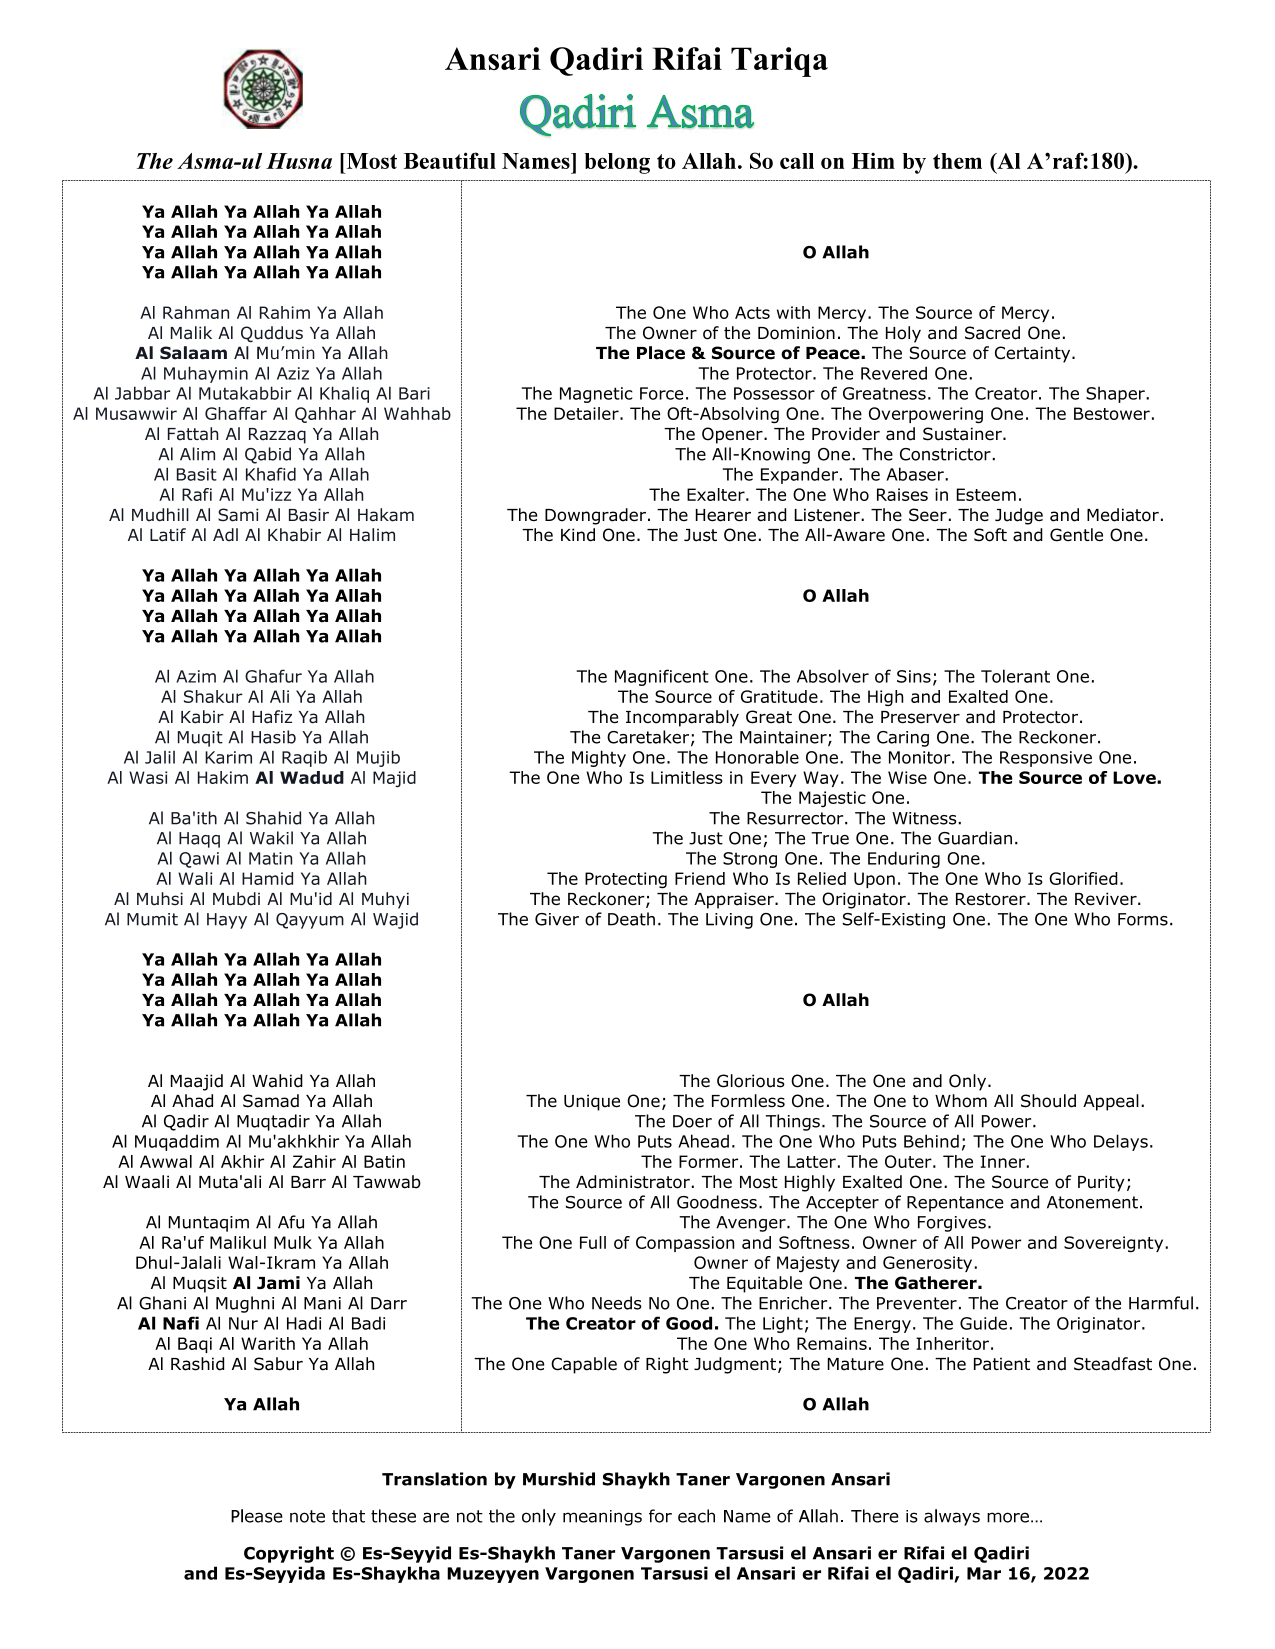 Ansari Qadiri Rifai Tariqa
Qadiri Asma
The Asma-ul Husna [Most Beautiful Names] belong to Allah. So call on Him by them (Al A’raf:180).
Ya Allah Ya Allah Ya Allah
Ya Allah Ya Allah Ya Allah
Ya Allah Ya Allah Ya Allah
Ya Allah Ya Allah Ya Allah
Al Rahman Al Rahim Ya Allah
Al Malik Al Quddus Ya Allah
Al Salaam Al Mu’min Ya Allah
Al Muhaymin Al Aziz Ya Allah
Al Jabbar Al Mutakabbir Al Khaliq Al Bari
Al Musawwir Al Ghaffar Al Qahhar Al Wahhab
Al Fattah Al Razzaq Ya Allah
Al Alim Al Qabid Ya Allah
Al Basit Al Khafid Ya Allah
Al Rafi Al Mu'izz Ya Allah
Al Mudhill Al Sami Al Basir Al Hakam
Al Latif Al Adl Al Khabir Al Halim
Ya Allah Ya Allah Ya Allah
Ya Allah Ya Allah Ya Allah
Ya Allah Ya Allah Ya Allah
Ya Allah Ya Allah Ya Allah
Al Azim Al Ghafur Ya Allah
Al Shakur Al Ali Ya Allah
Al Kabir Al Hafiz Ya Allah
Al Muqit Al Hasib Ya Allah
Al Jalil Al Karim Al Raqib Al Mujib
Al Wasi Al Hakim Al Wadud Al Majid
Al Ba'ith Al Shahid Ya Allah
Al Haqq Al Wakil Ya Allah
Al Qawi Al Matin Ya Allah
Al Wali Al Hamid Ya Allah
Al Muhsi Al Mubdi Al Mu'id Al Muhyi
Al Mumit Al Hayy Al Qayyum Al Wajid
Ya Allah Ya Allah Ya Allah
Ya Allah Ya Allah Ya Allah
Ya Allah Ya Allah Ya Allah
Ya Allah Ya Allah Ya Allah
Al Maajid Al Wahid Ya Allah
Al Ahad Al Samad Ya Allah
Al Qadir Al Muqtadir Ya Allah
Al Muqaddim Al Mu'akhkhir Ya Allah
Al Awwal Al Akhir Al Zahir Al Batin
Al Waali Al Muta'ali Al Barr Al Tawwab
Al Muntaqim Al Afu Ya Allah
Al Ra'uf Malikul Mulk Ya Allah
Dhul-Jalali Wal-Ikram Ya Allah
Al Muqsit Al Jami Ya Allah
Al Ghani Al Mughni Al Mani Al Darr
Al Nafi Al Nur Al Hadi Al Badi
Al Baqi Al Warith Ya Allah
Al Rashid Al Sabur Ya Allah
Ya Allah
O Allah
The One Who Acts with Mercy. The Source of Mercy.
The Owner of the Dominion. The Holy and Sacred One.
The Place & Source of Peace. The Source of Certainty.
The Protector. The Revered One.
The Magnetic Force. The Possessor of Greatness. The Creator. The Shaper.
The Detailer. The Oft-Absolving One. The Overpowering One. The Bestower.
The Opener. The Provider and Sustainer.
The All-Knowing One. The Constrictor.
The Expander. The Abaser.
The Exalter. The One Who Raises in Esteem.
The Downgrader. The Hearer and Listener. The Seer. The Judge and Mediator.
The Kind One. The Just One. The All-Aware One. The Soft and Gentle One.
O Allah
The Magnificent One. The Absolver of Sins; The Tolerant One.
The Source of Gratitude. The High and Exalted One.
The Incomparably Great One. The Preserver and Protector.
The Caretaker; The Maintainer; The Caring One. The Reckoner.
The Mighty One. The Honorable One. The Monitor. The Responsive One.
The One Who Is Limitless in Every Way. The Wise One. The Source of Love.
The Majestic One.
The Resurrector. The Witness.
The Just One; The True One. The Guardian.
The Strong One. The Enduring One.
The Protecting Friend Who Is Relied Upon. The One Who Is Glorified.
The Reckoner; The Appraiser. The Originator. The Restorer. The Reviver.
The Giver of Death. The Living One. The Self-Existing One. The One Who Forms.
O Allah
The Glorious One. The One and Only.
The Unique One; The Formless One. The One to Whom All Should Appeal.
The Doer of All Things. The Source of All Power.
The One Who Puts Ahead. The One Who Puts Behind; The One Who Delays.
The Former. The Latter. The Outer. The Inner.
The Administrator. The Most Highly Exalted One. The Source of Purity;
The Source of All Goodness. The Accepter of Repentance and Atonement.
The Avenger. The One Who Forgives.
The One Full of Compassion and Softness. Owner of All Power and Sovereignty.
Owner of Majesty and Generosity.
The Equitable One. The Gatherer.
The One Who Needs No One. The Enricher. The Preventer. The Creator of the Harmful.
The Creator of Good. The Light; The Energy. The Guide. The Originator.
The One Who Remains. The Inheritor.
The One Capable of Right Judgment; The Mature One. The Patient and Steadfast One.
O Allah
Translation by Murshid Shaykh Taner Vargonen Ansari
Please note that these are not the only meanings for each Name of Allah. There is always more…
Copyright © Es-Seyyid Es-Shaykh Taner Vargonen Tarsusi el Ansari er Rifai el Qadiri
and Es-Seyyida Es-Shaykha Muzeyyen Vargonen Tarsusi el Ansari er Rifai el Qadiri, Mar 16, 2022